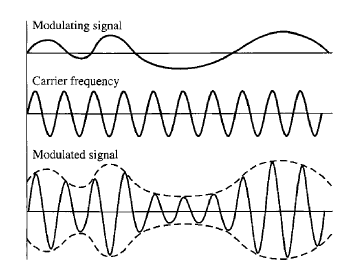 Modulating signal
Carrier frequency
Modulated signal